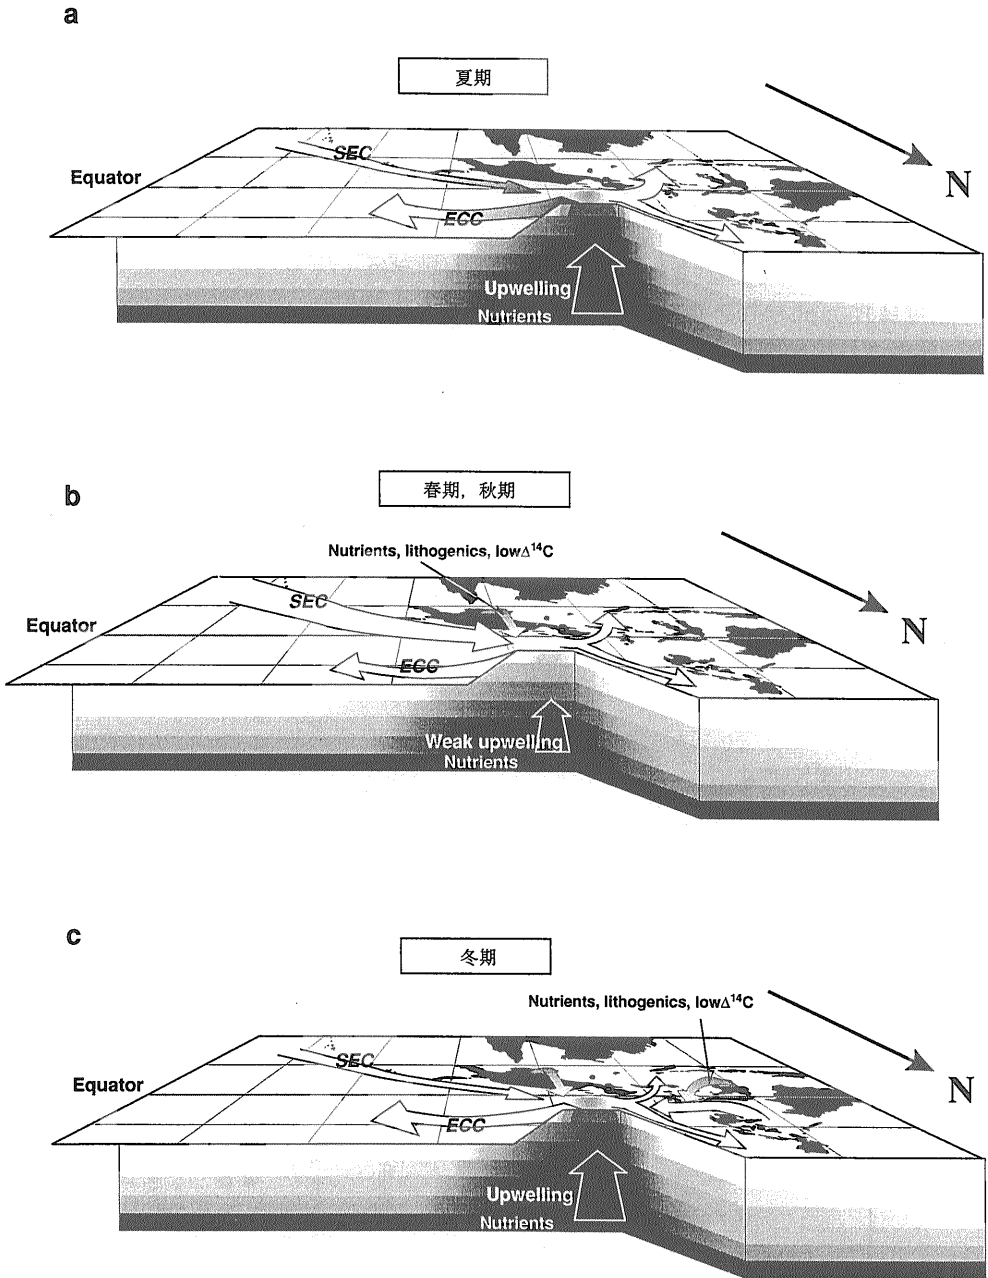 a
夏期
SEC
Equator
N
ECC
Upwelling
Nutrients
b
春期，秋期
Nutrients, lithogenics, lowΔ¹⁴C
SEC
Equator
N
ECC
Weak upwelling
Nutrients
c
冬期
Nutrients, lithogenics, lowΔ¹⁴C
SEC
Equator
N
ECC
Upwelling
Nutrients